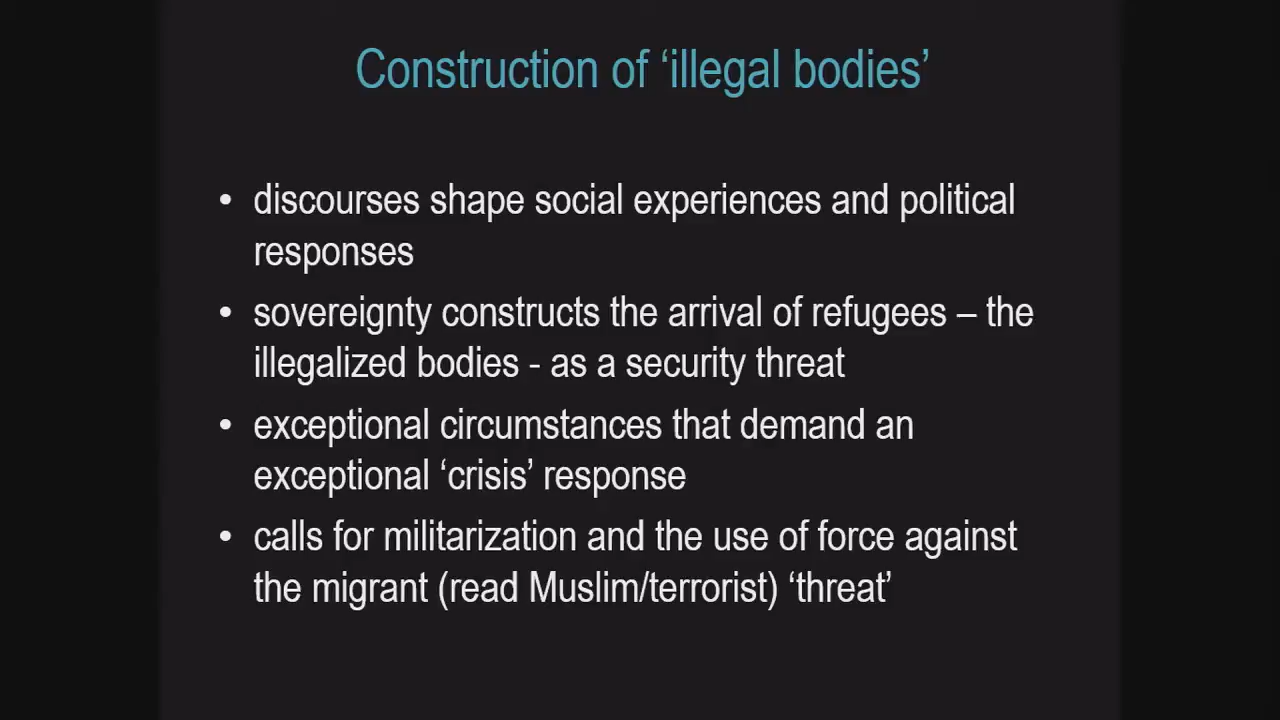 Construction of ‘illegal bodies’
• discourses shape social experiences and political
responses
• sovereignty constructs the arrival of refugees – the
illegalized bodies - as a security threat
• exceptional circumstances that demand an
exceptional ‘crisis’ response
• calls for militarization and the use of force against
the migrant (read Muslim/terrorist) ‘threat’